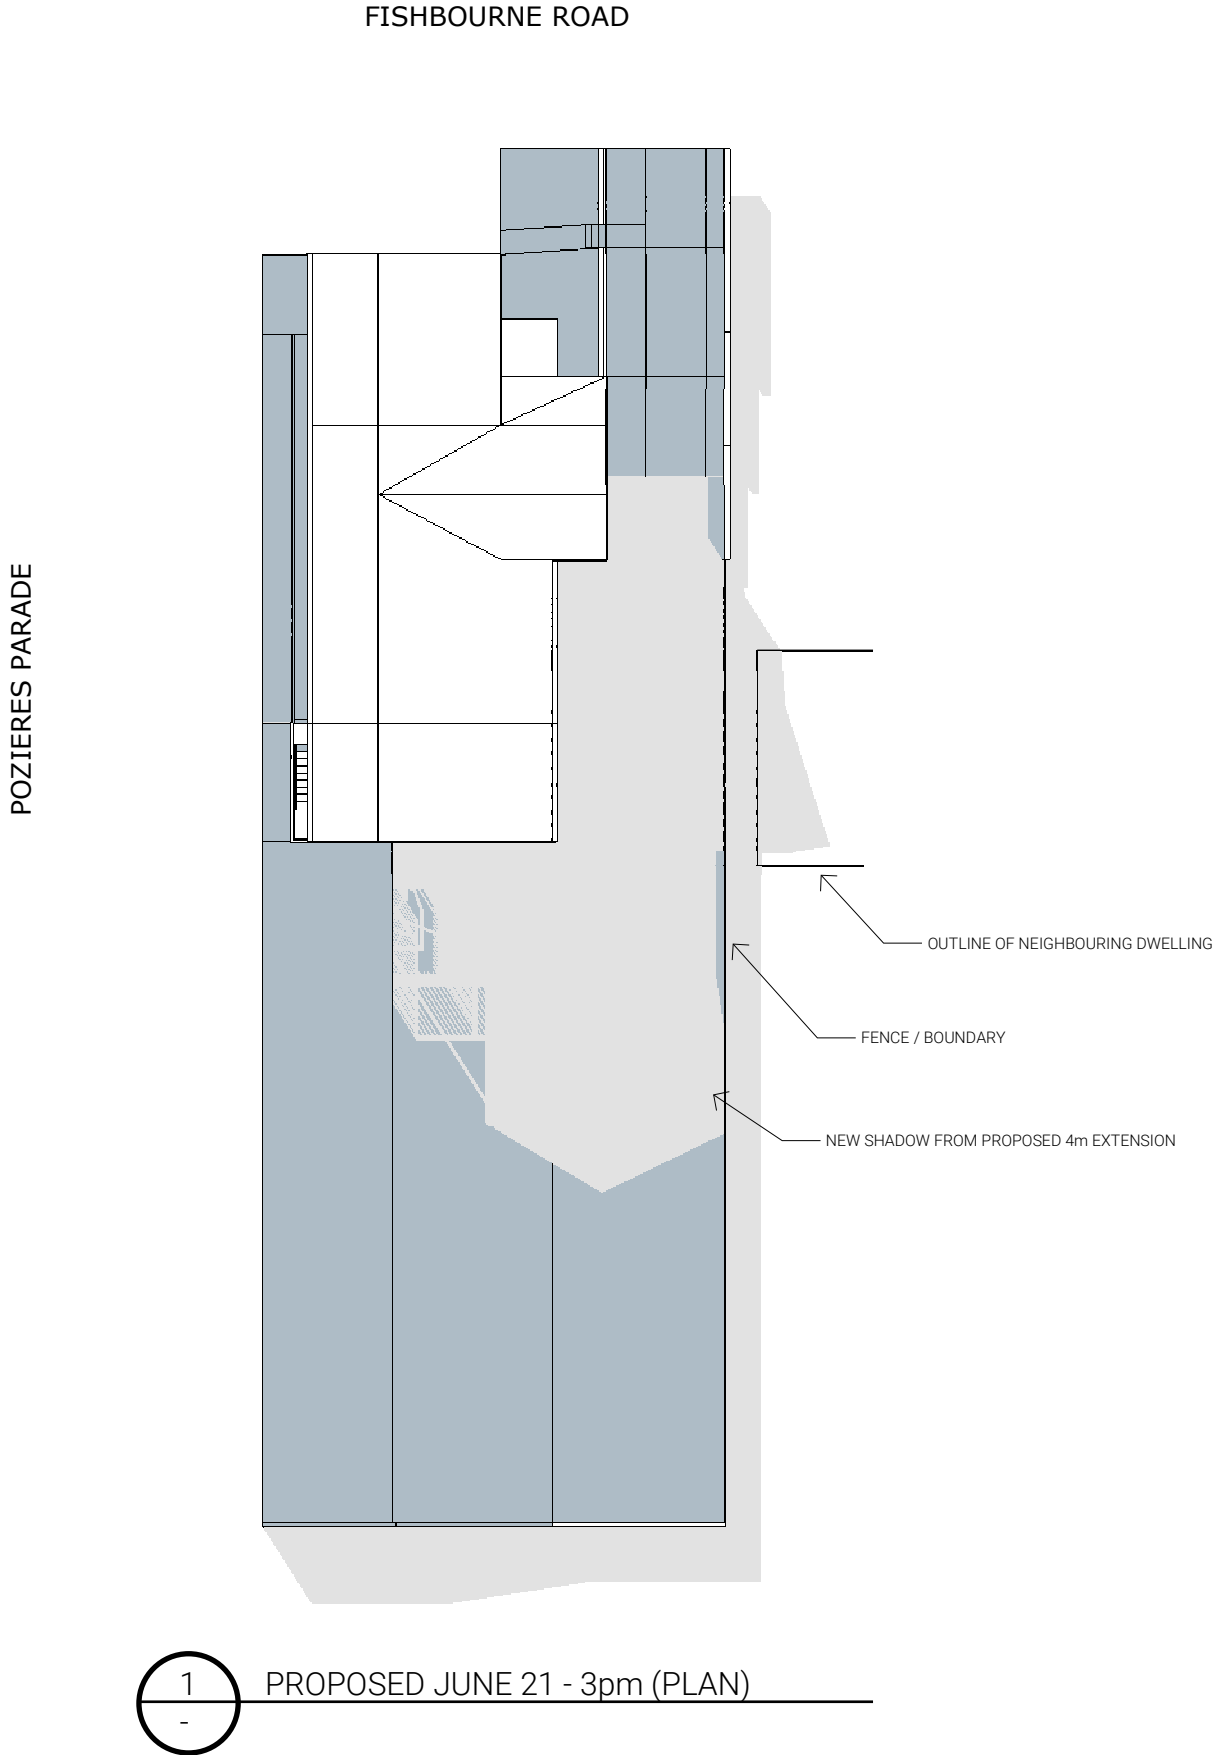 FISHBOURNE ROAD
POZIERES PARADE
OUTLINE OF NEIGHBOURING DWELLING
FENCE / BOUNDARY
NEW SHADOW FROM PROPOSED 4m EXTENSION
1
-
PROPOSED JUNE 21 - 3pm (PLAN)